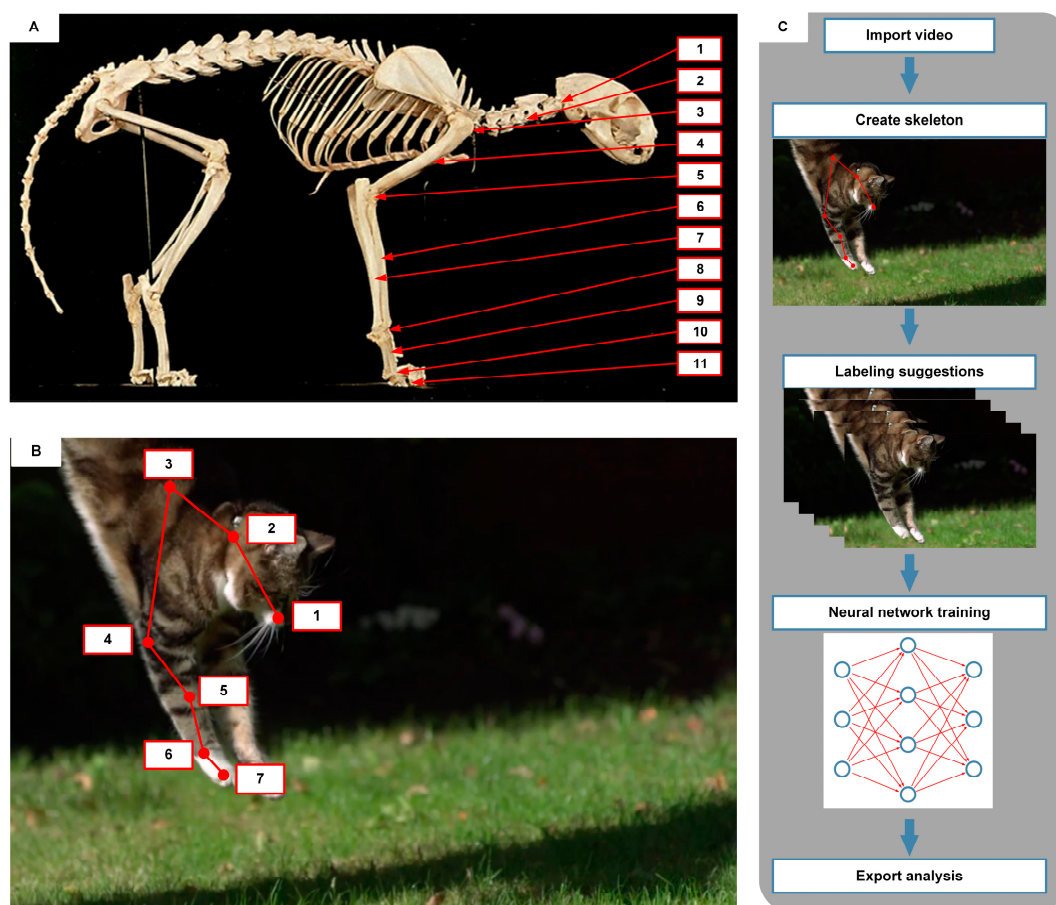 A
1
2
3
4
5
6
7
8
9
10
11
B
3
2
1
4
5
6
7
C
Import video
Create skeleton
Labeling suggestions
Neural network training
Export analysis